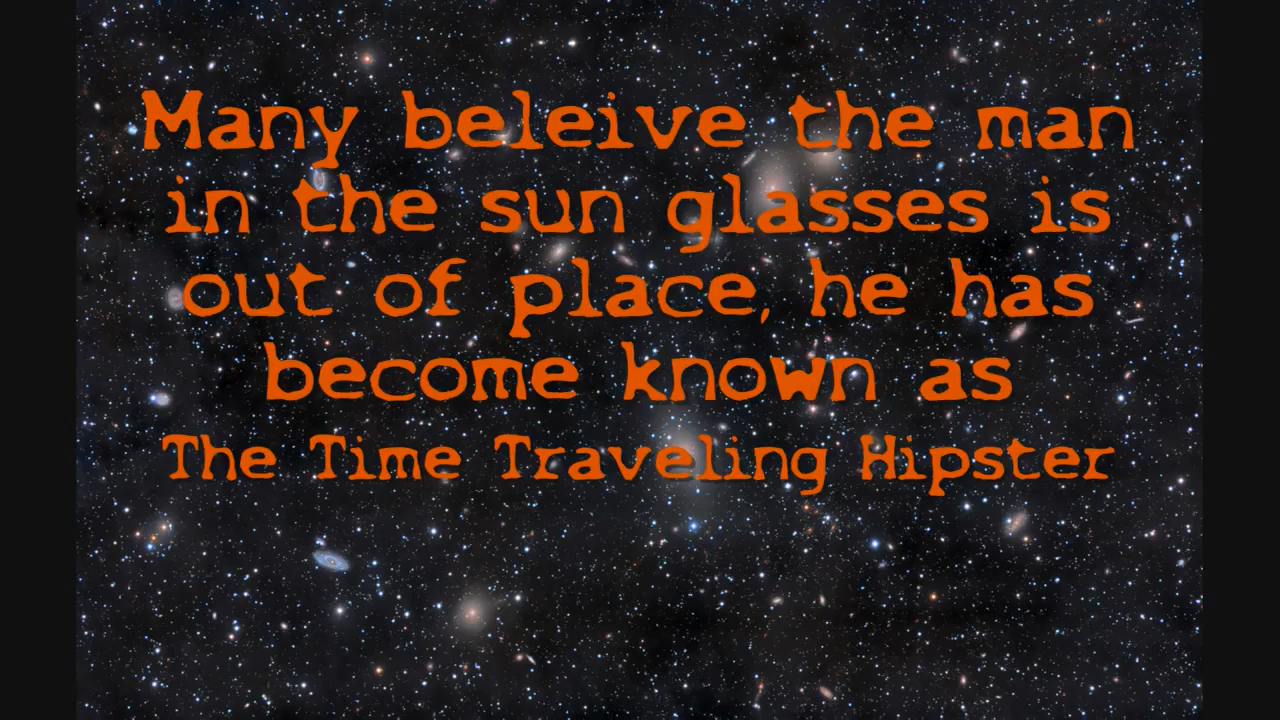 Many beleive the man
in the sun glasses is
out of place, he has
become known as
The Time Traveling Hipster